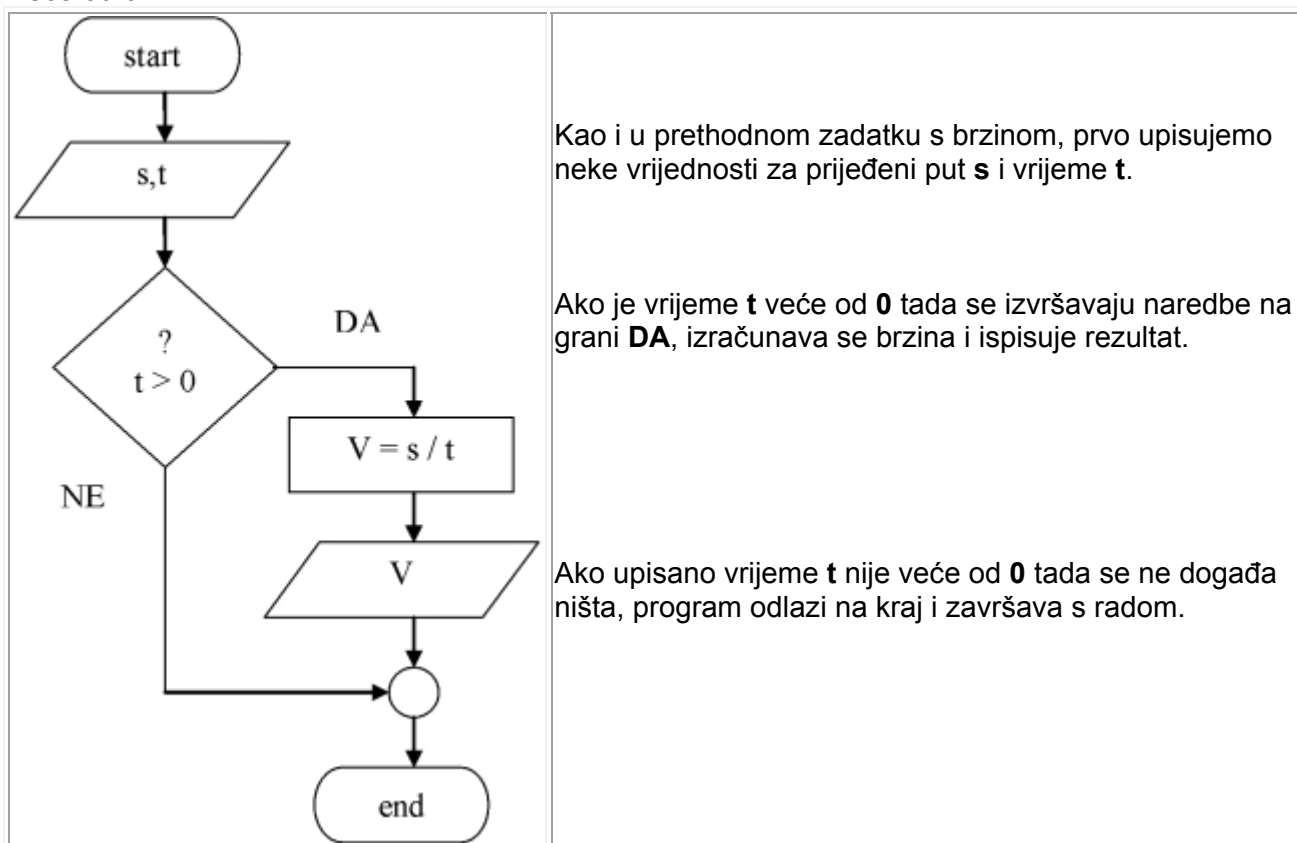 start
s,t
?
t > 0
DA
NE
V = s / t
V
end
Kao i u prethodnom zadatku s brzinom, prvo upisujemo
neke vrijednosti za prijeđeni put s i vrijeme t.
Ako je vrijeme t veće od 0 tada se izvršavaju naredbe na
grani DA, izračunava se brzina i ispisuje rezultat.
Ako upisano vrijeme t nije veće od 0 tada se ne događa
ništa, program odlazi na kraj i završava s radom.